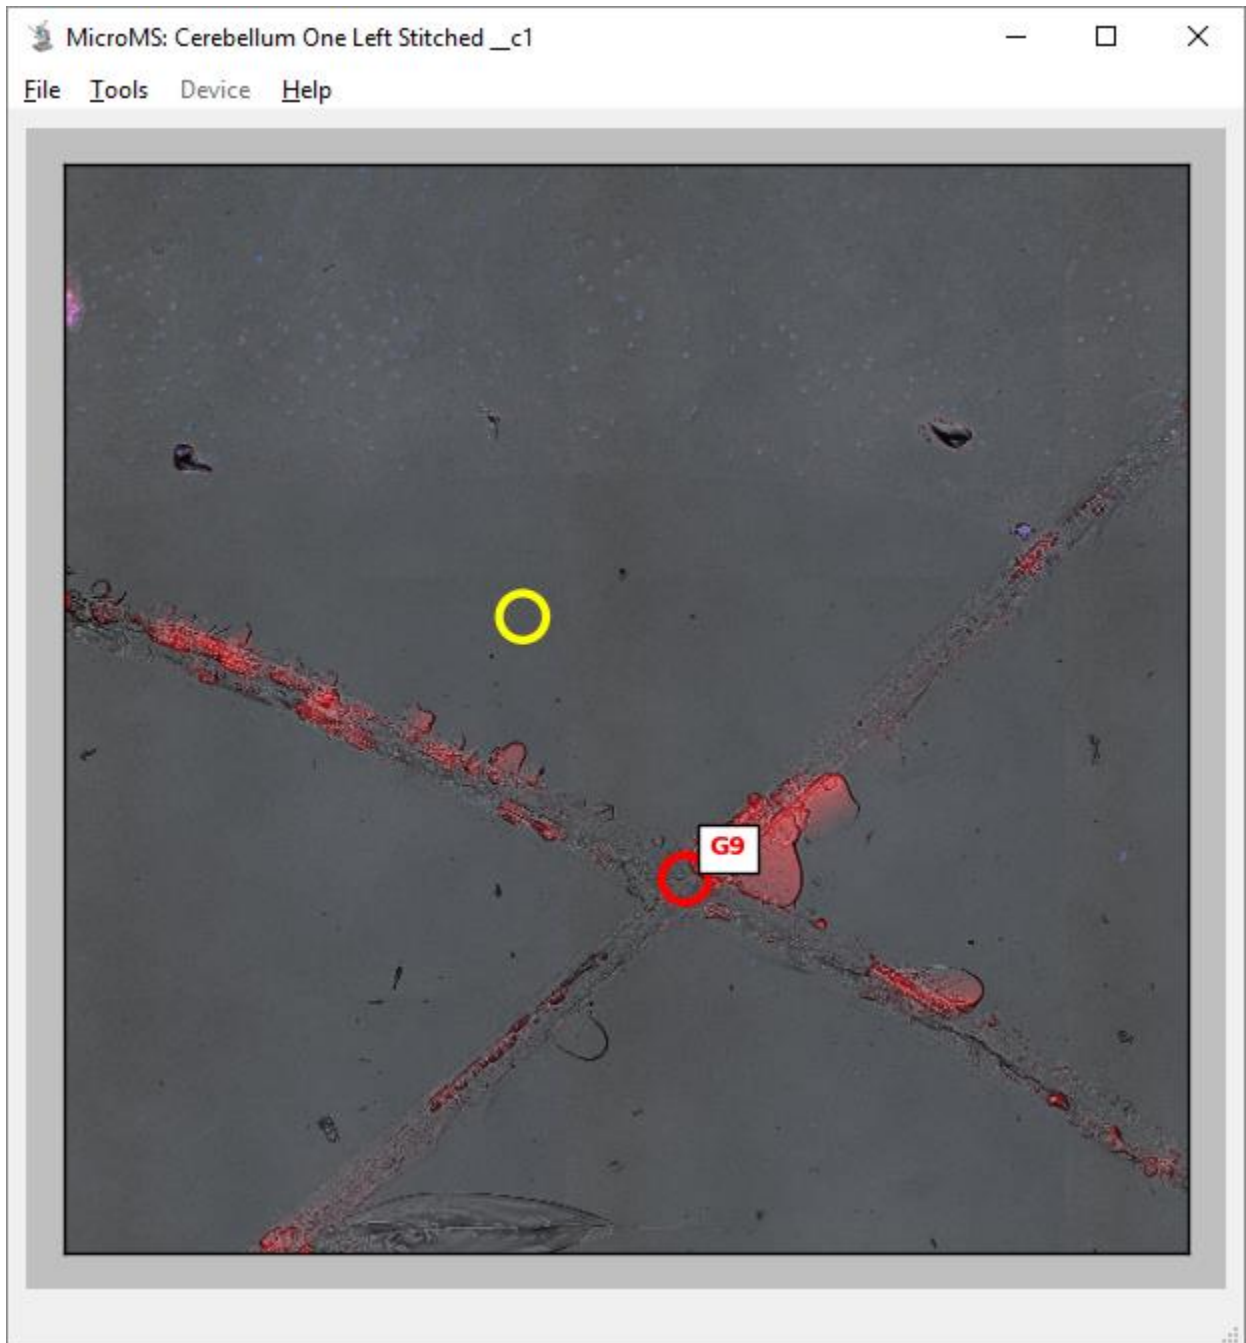 MicroMS: Cerebellum One Left Stitched __c1
File Tools Device Help
G9